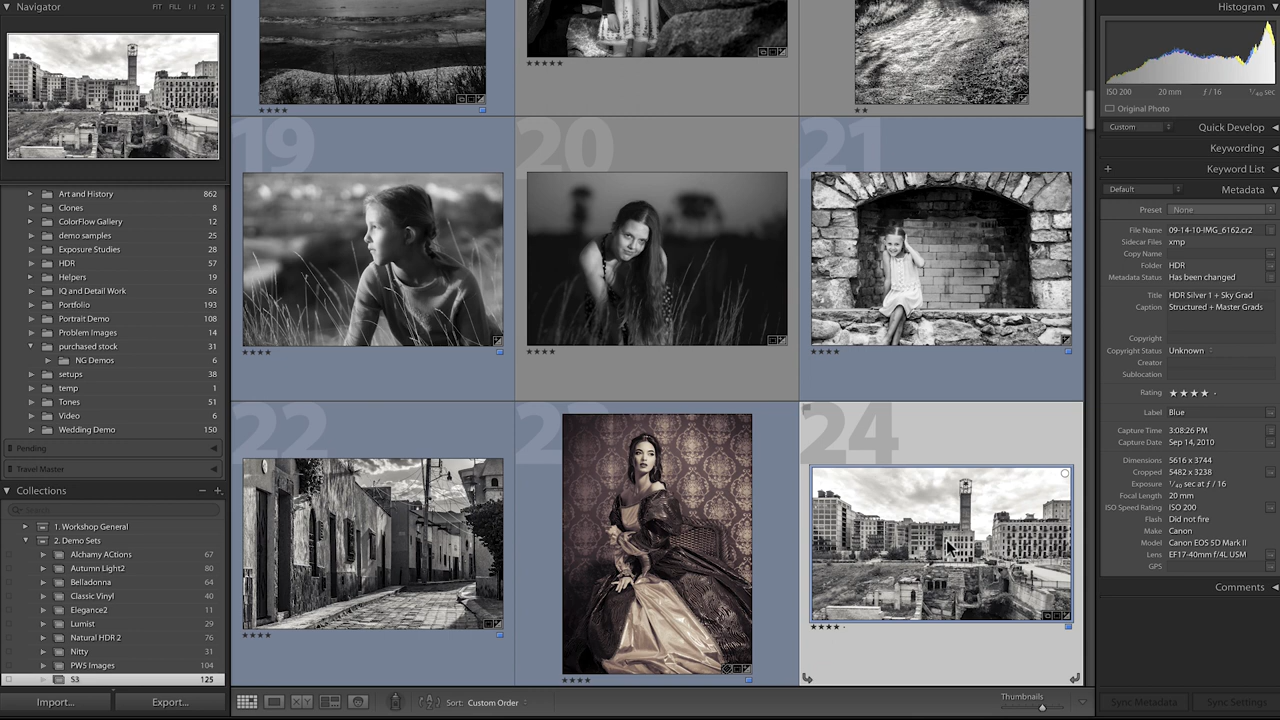 Navigator FIT FILL 1:1 1:2
Art and History 862
Clones 8
ColorFlow Gallery 12
demo samples 25
Exposure Studies 28
HDR 57
Helpers 19
IQ and Detail Work 56
Portfolio 193
Portrait Demo 108
Problem Images 14
purchased stock 31
NG Demos 6
setups 38
temp 1
Tones 51
Video 6
Wedding Demo 150
Pending
Travel Master
Collections
Search
1. Workshop General
2. Demo Sets
Alchamy ACtions 67
Autumn Light2 80
Belladonna 64
Classic Vinyl 40
Elegance2 11
Lumist 29
Natural HDR 2 76
Nitty 31
PW5 Images 104
S3 125
Import... Export...
19 20 21
22 23 24
Sort: Custom Order
Thumbnails
Histogram
ISO 200 20 mm ƒ / 16 1/40 sec
Original Photo
Custom Quick Develop
Keywording
Keyword List
Default Metadata
Preset None
File Name 09-14-10-IMG_6162.cr2
Sidecar Files xmp
Copy Name
Folder HDR
Metadata Status Has been changed
Title HDR Silver 1 + Sky Grad
Caption Structured + Master Grads
Copyright
Copyright Status Unknown
Creator
Sublocation
Rating
Label Blue
Capture Time 3:08:26 PM
Capture Date Sep 14, 2010
Dimensions 5616 x 3744
Cropped 5482 x 3238
Exposure 1/40 sec at ƒ / 16
Focal Length 20 mm
ISO Speed Rating ISO 200
Flash Did not fire
Make Canon
Model Canon EOS 5D Mark II
Lens EF17-40mm f/4L USM
GPS
Comments
Sync Metadata Sync Settings